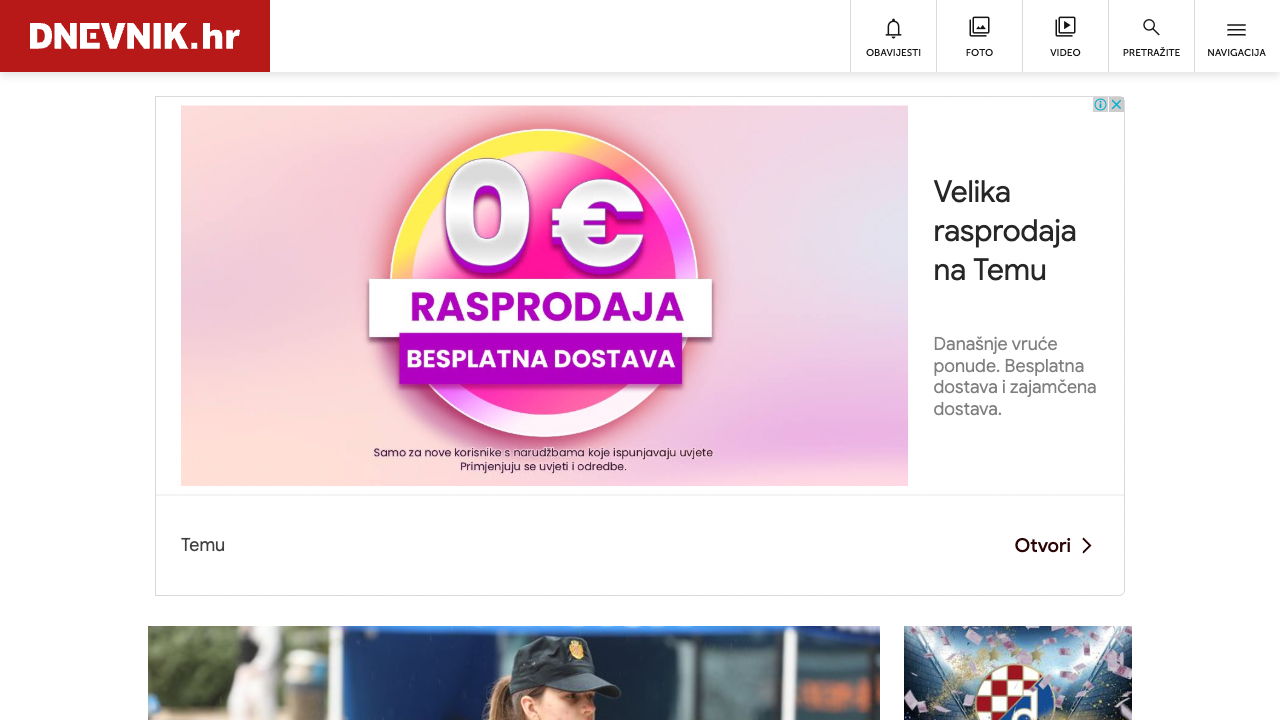 DNEVNIK.hr
OBAVIJESTI
FOTO
VIDEO
PRETRAŽITE
NAVIGACIJA
0 €
RASPRODAJA
BESPLATNA DOSTAVA
Samo za nove korisnike s narudžbama koje ispunjavaju uvjete
Primjenjuju se uvjeti i odredbe.
Velika
rasprodaja
na Temu
Današnje vruće
ponude. Besplatna
dostava i zajamčena
dostava.
Temu
Otvori